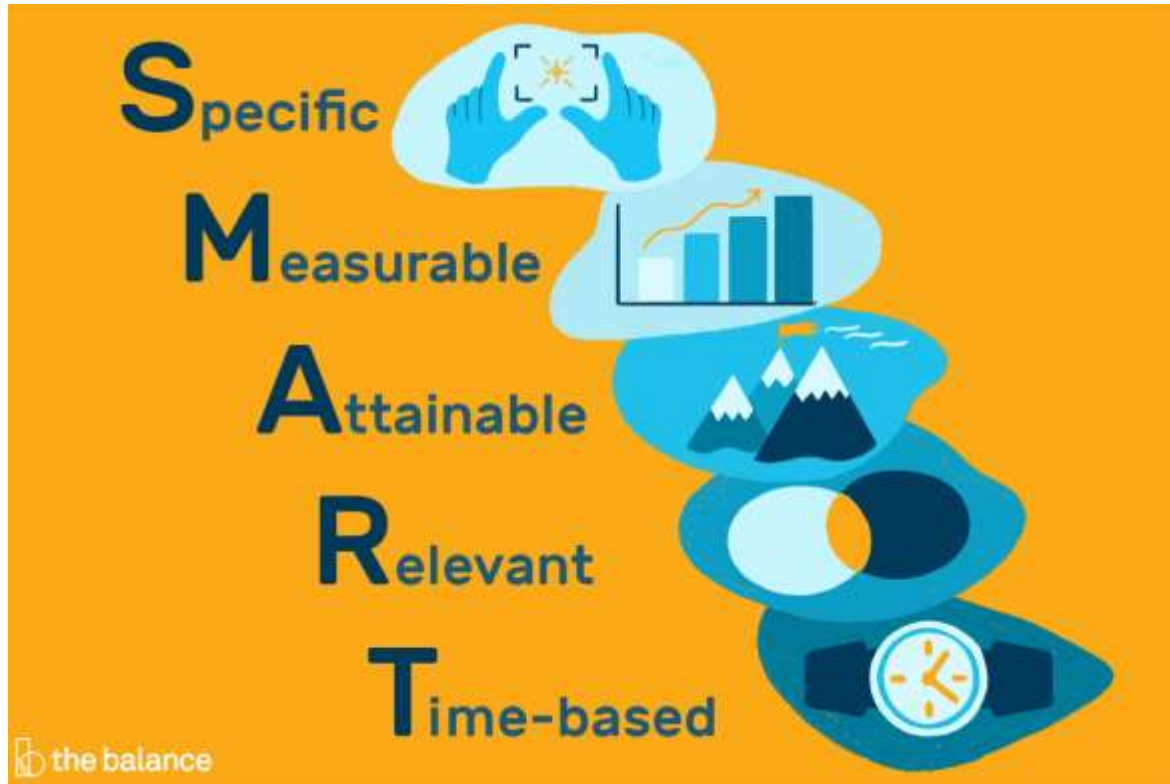 Specific
Measurable
Attainable
Relevant
Time-based
the balance